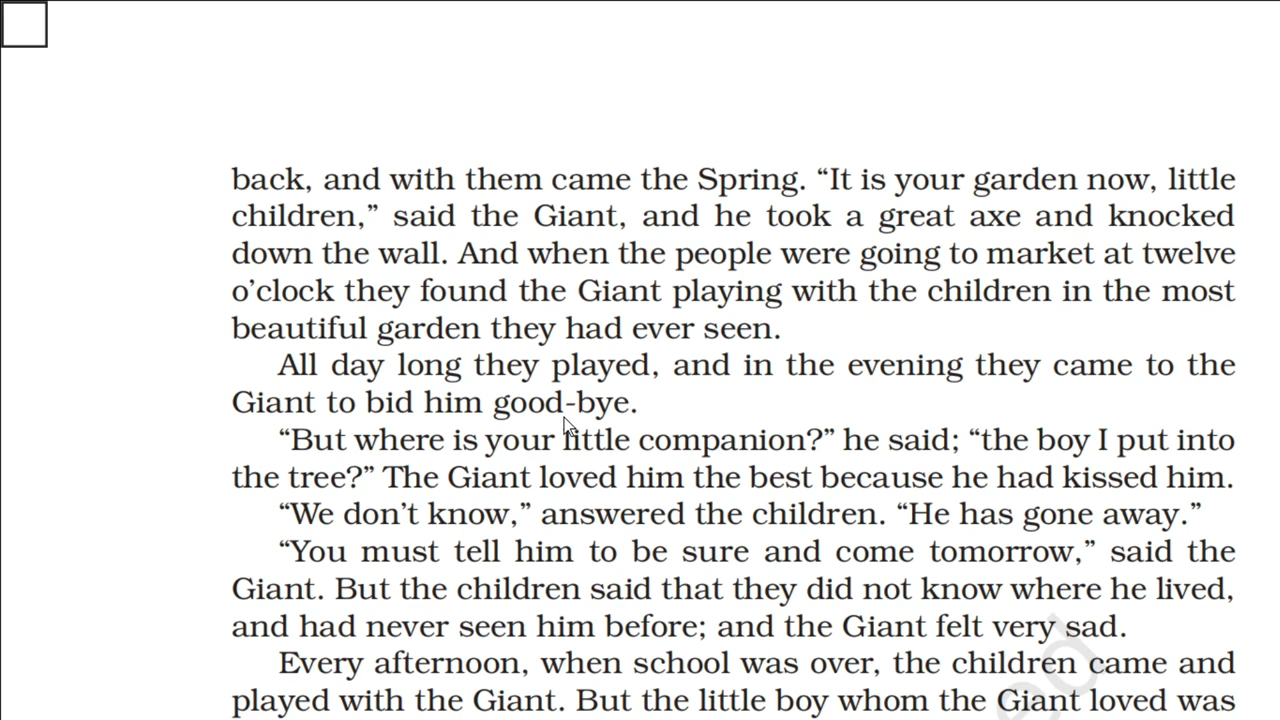 back, and with them came the Spring. “It is your garden now, little
children,” said the Giant, and he took a great axe and knocked
down the wall. And when the people were going to market at twelve
o’clock they found the Giant playing with the children in the most
beautiful garden they had ever seen.
All day long they played, and in the evening they came to the
Giant to bid him good-bye.
“But where is your little companion?” he said; “the boy I put into
the tree?” The Giant loved him the best because he had kissed him.
“We don’t know,” answered the children. “He has gone away.”
“You must tell him to be sure and come tomorrow,” said the
Giant. But the children said that they did not know where he lived,
and had never seen him before; and the Giant felt very sad.
Every afternoon, when school was over, the children came and
played with the Giant. But the little boy whom the Giant loved was